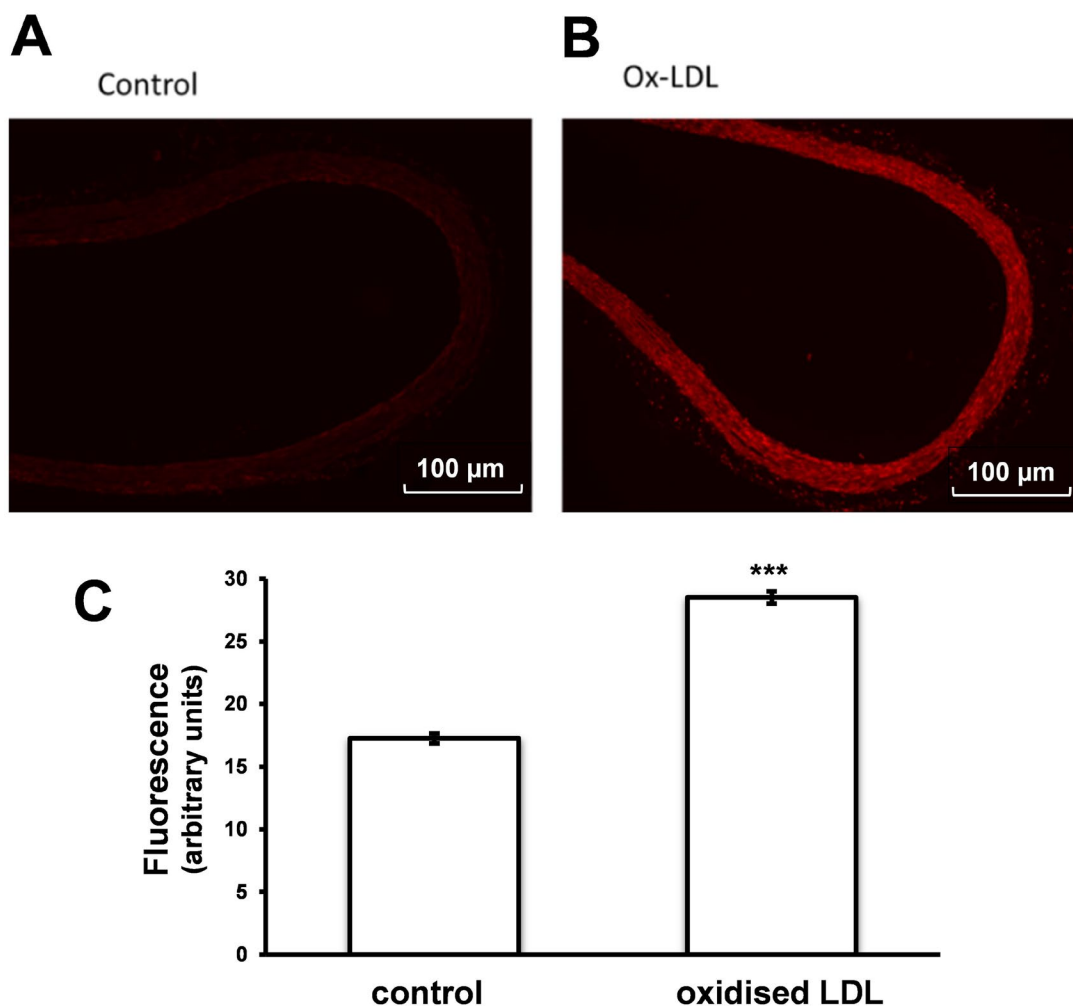 A
Control
B
Ox-LDL
100 µm
100 µm
C
Fluorescence
(arbitrary units)
30
25
20
15
10
5
0
***
control
oxidised LDL